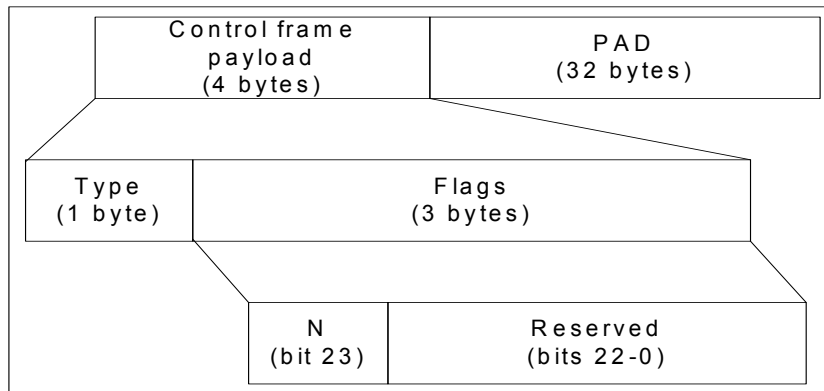 Control frame
payload
(4 bytes)
PAD
(32 bytes)
Type
(1 byte)
Flags
(3 bytes)
N
(bit 23)
Reserved
(bits 22-0)